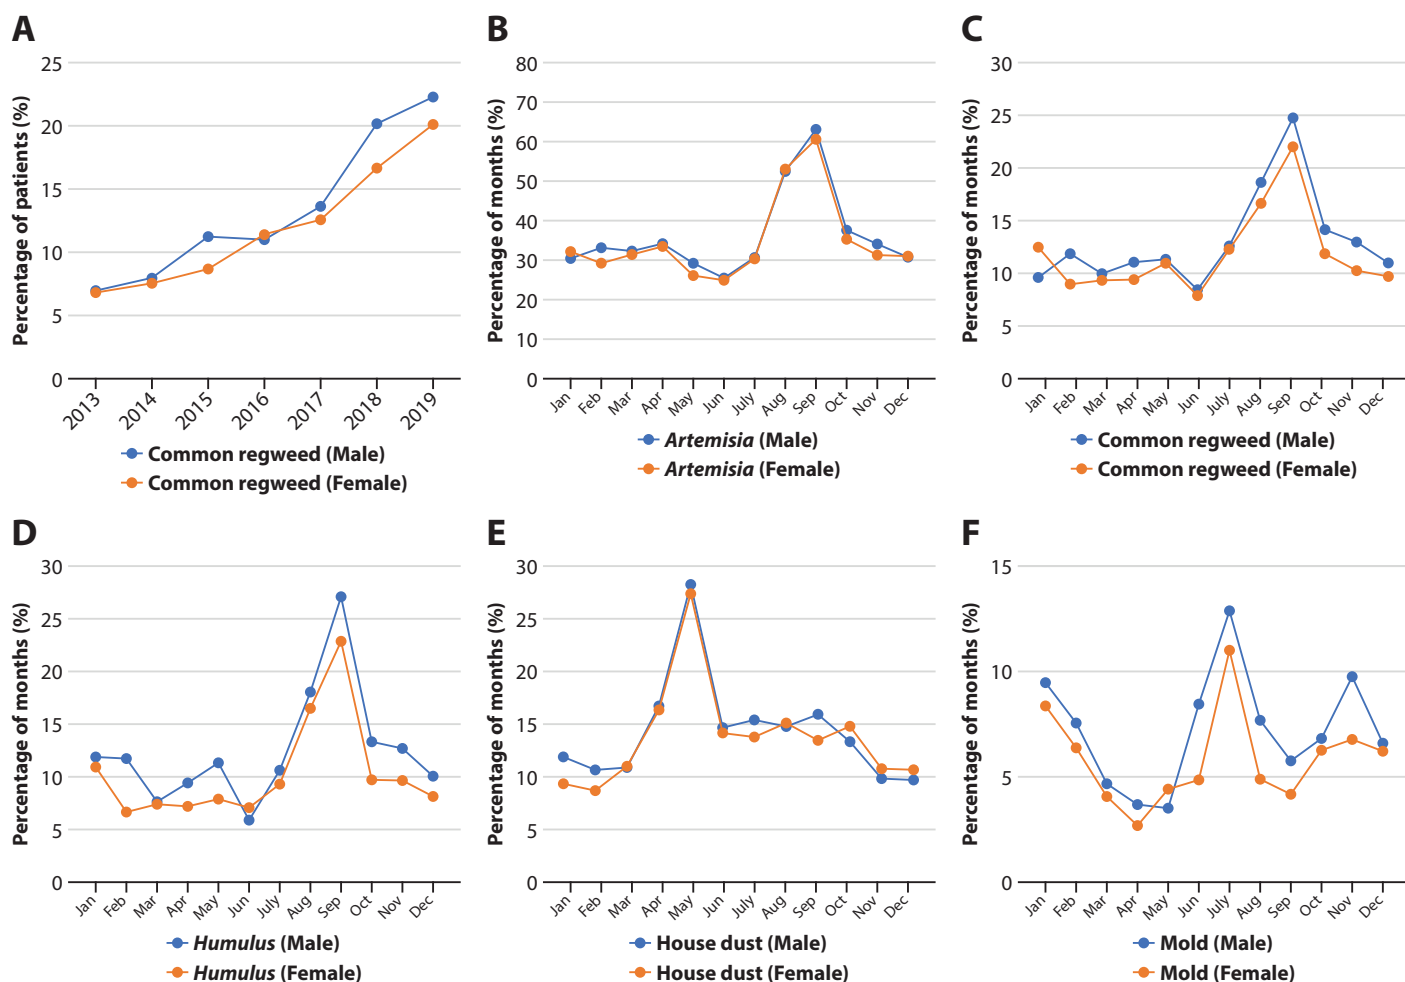 A
Percentage of patients (%)
25
20
15
10
5
0
2013 2014 2015 2016 2017 2018 2019
Common regweed (Male)
Common regweed (Female)
B
Percentage of months (%)
80
70
60
50
40
30
20
10
0
Jan Feb Mar Apr May Jun July Aug Sep Oct Nov Dec
Artemisia (Male)
Artemisia (Female)
C
Percentage of months (%)
30
25
20
15
10
5
0
Jan Feb Mar Apr May Jun July Aug Sep Oct Nov Dec
Common regweed (Male)
Common regweed (Female)
D
Percentage of months (%)
30
25
20
15
10
5
0
Jan Feb Mar Apr May Jun July Aug Sep Oct Nov Dec
Humulus (Male)
Humulus (Female)
E
Percentage of months (%)
30
25
20
15
10
5
0
Jan Feb Mar Apr May Jun July Aug Sep Oct Nov Dec
House dust (Male)
House dust (Female)
F
Percentage of months (%)
15
10
5
0
Jan Feb Mar Apr May Jun July Aug Sep Oct Nov Dec
Mold (Male)
Mold (Female)